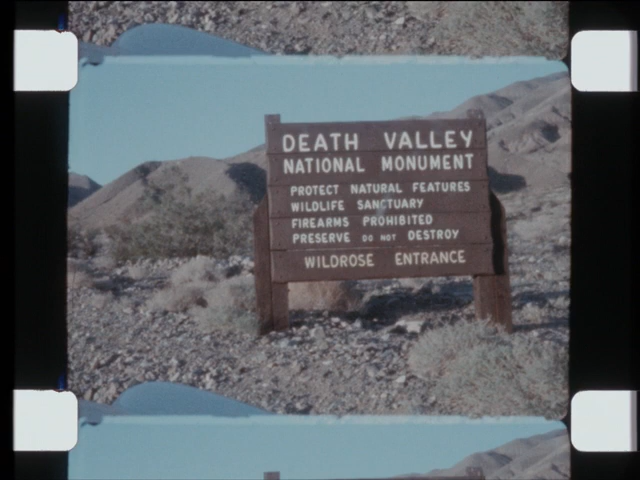 DEATH VALLEY
NATIONAL MONUMENT
PROTECT NATURAL FEATURES
WILDLIFE SANCTUARY
FIREARMS PROHIBITED
PRESERVE DO NOT DESTROY
WILDROSE ENTRANCE